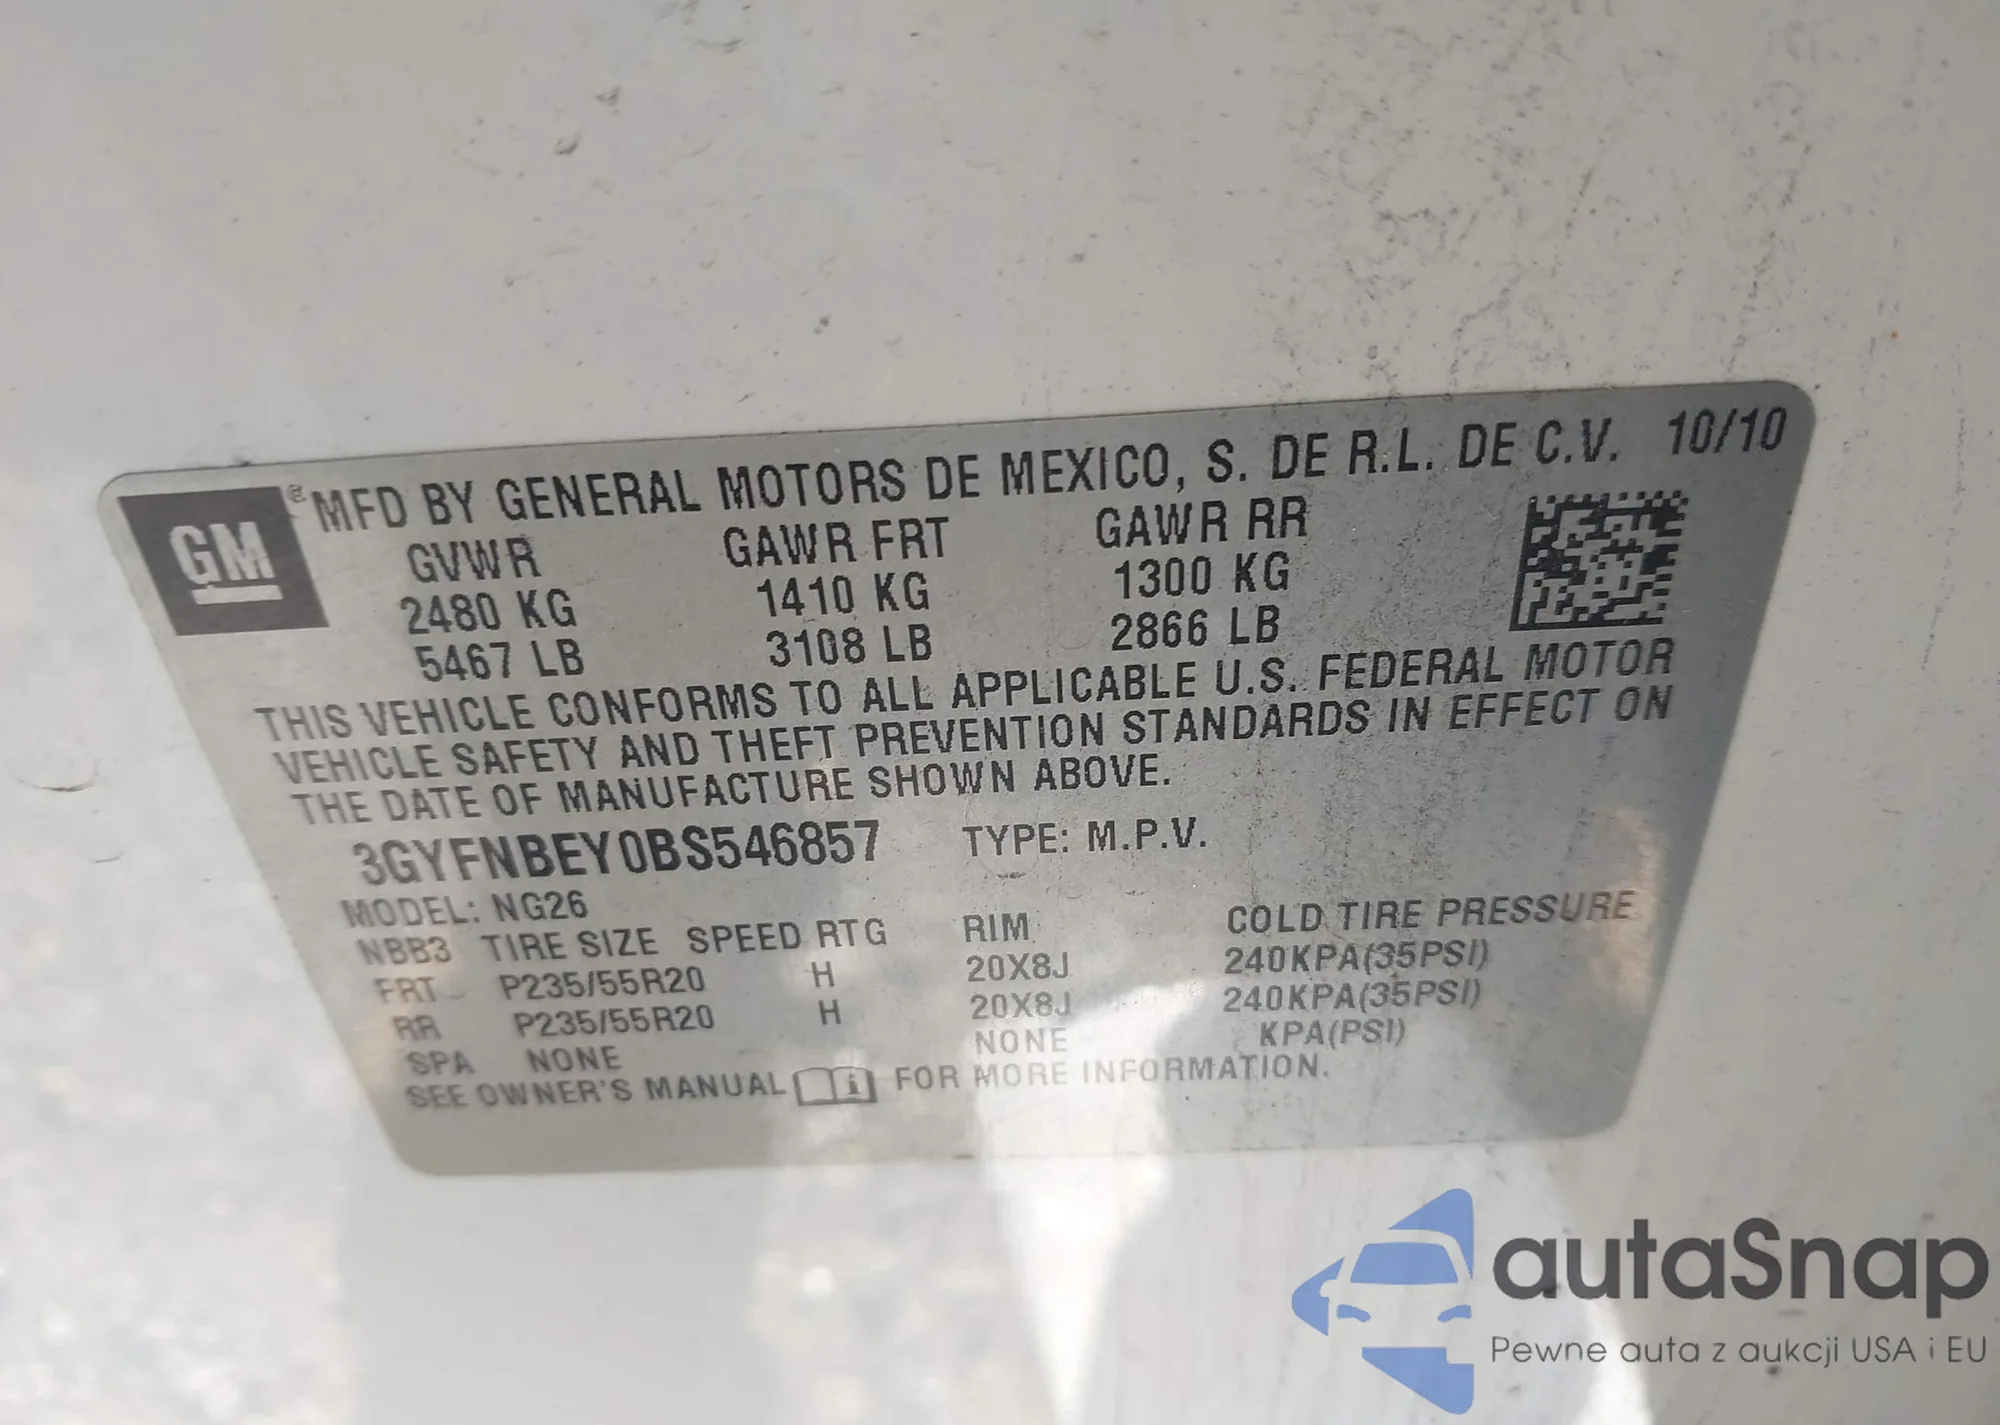 GM® MFD BY GENERAL MOTORS DE MEXICO, S. DE R.L. DE C.V. 10/10
GVWR GAWR FRT GAWR RR
2480 KG 1410 KG 1300 KG
5467 LB 3108 LB 2866 LB
THIS VEHICLE CONFORMS TO ALL APPLICABLE U.S. FEDERAL MOTOR
VEHICLE SAFETY AND THEFT PREVENTION STANDARDS IN EFFECT ON
THE DATE OF MANUFACTURE SHOWN ABOVE.
3GYFNBEY0BS546857 TYPE: M.P.V.
MODEL: NG26
NBB3 TIRE SIZE SPEED RTG RIM COLD TIRE PRESSURE
FRT P235/55R20 H 20X8J 240KPA(35PSI)
RR P235/55R20 H 20X8J 240KPA(35PSI)
SPA NONE NONE KPA(PSI)
SEE OWNER'S MANUAL i FOR MORE INFORMATION.
autaSnap
Pewne auta z aukcji USA i EU